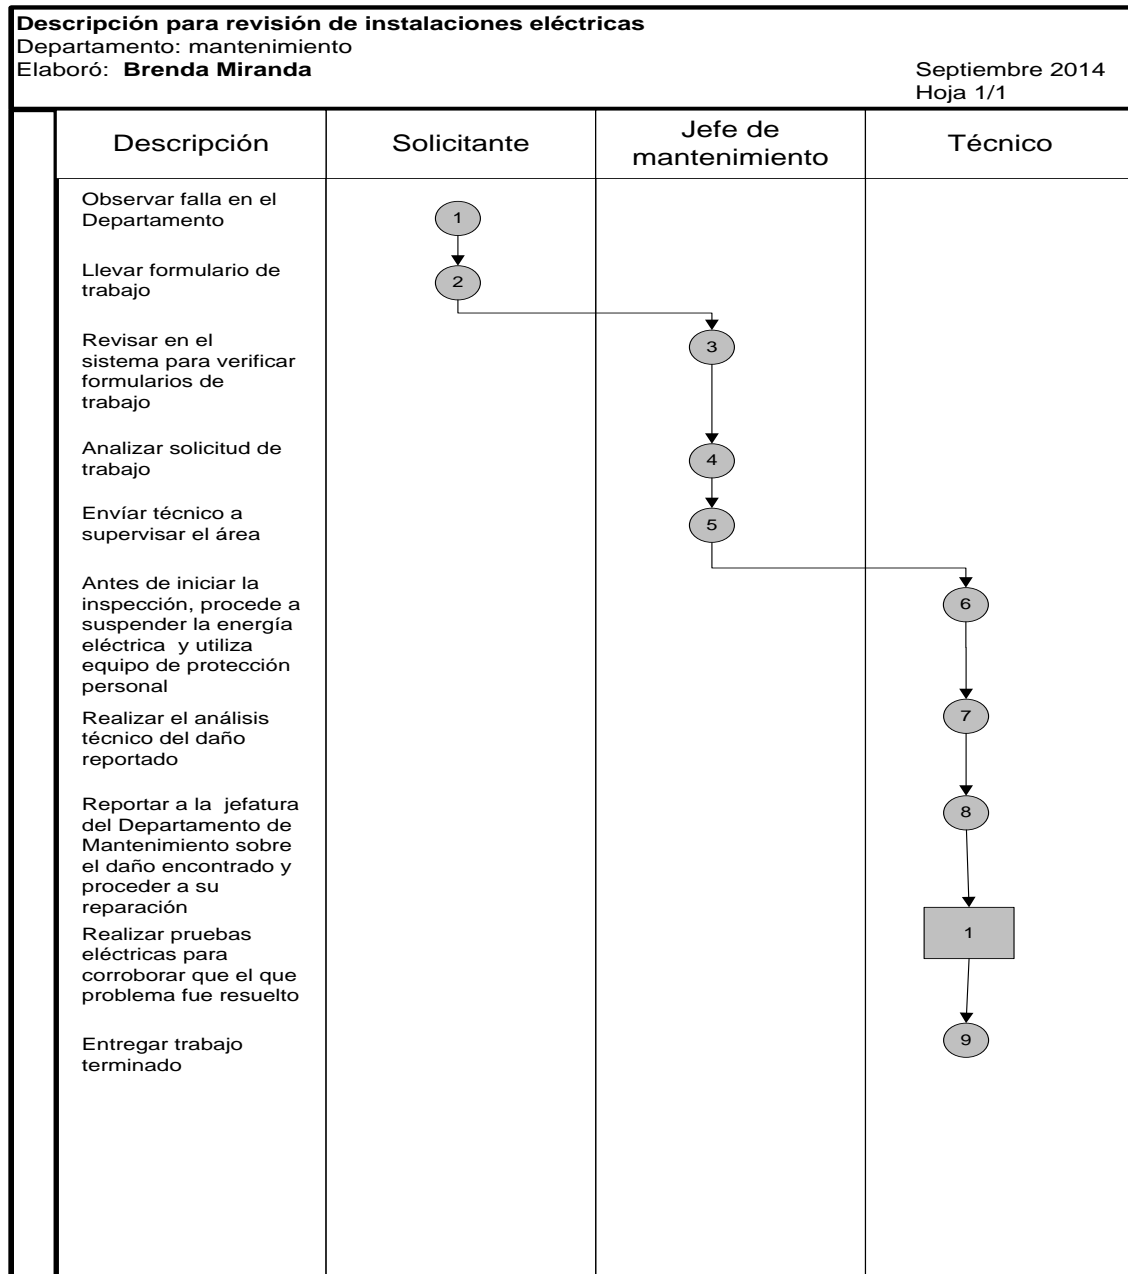 Descripción para revisión de instalaciones eléctricas
Departamento: mantenimiento
Elaboró: Brenda Miranda
Septiembre 2014
Hoja 1/1
Descripción
Solicitante
Jefe de
mantenimiento
Técnico
Observar falla en el
Departamento
1
Llevar formulario de
trabajo
2
Revisar en el
sistema para verificar
formularios de
trabajo
3
Analizar solicitud de
trabajo
4
Envíar técnico a
supervisar el área
5
Antes de iniciar la
inspección, procede a
suspender la energía
eléctrica y utiliza
equipo de protección
personal
6
Realizar el análisis
técnico del daño
reportado
7
Reportar a la jefatura
del Departamento de
Mantenimiento sobre
el daño encontrado y
proceder a su
reparación
8
Realizar pruebas
eléctricas para
corroborar que el que
problema fue resuelto
1
Entregar trabajo
terminado
9